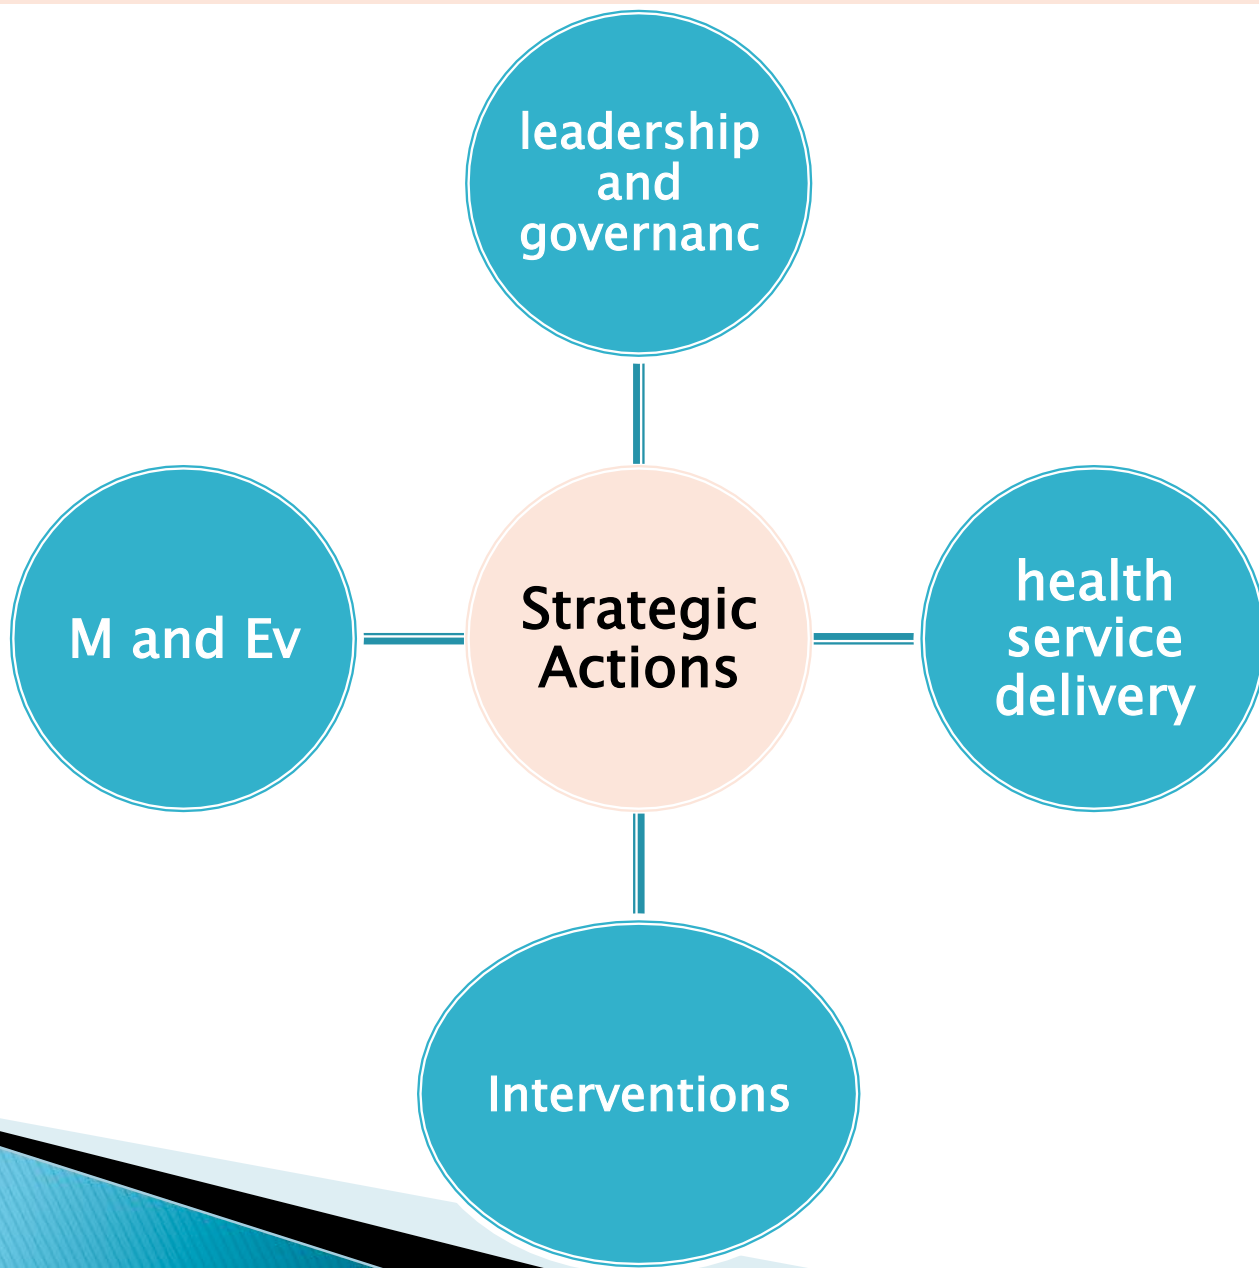 leadership
and
governanc
M and Ev
Strategic
Actions
health
service
delivery
Interventions